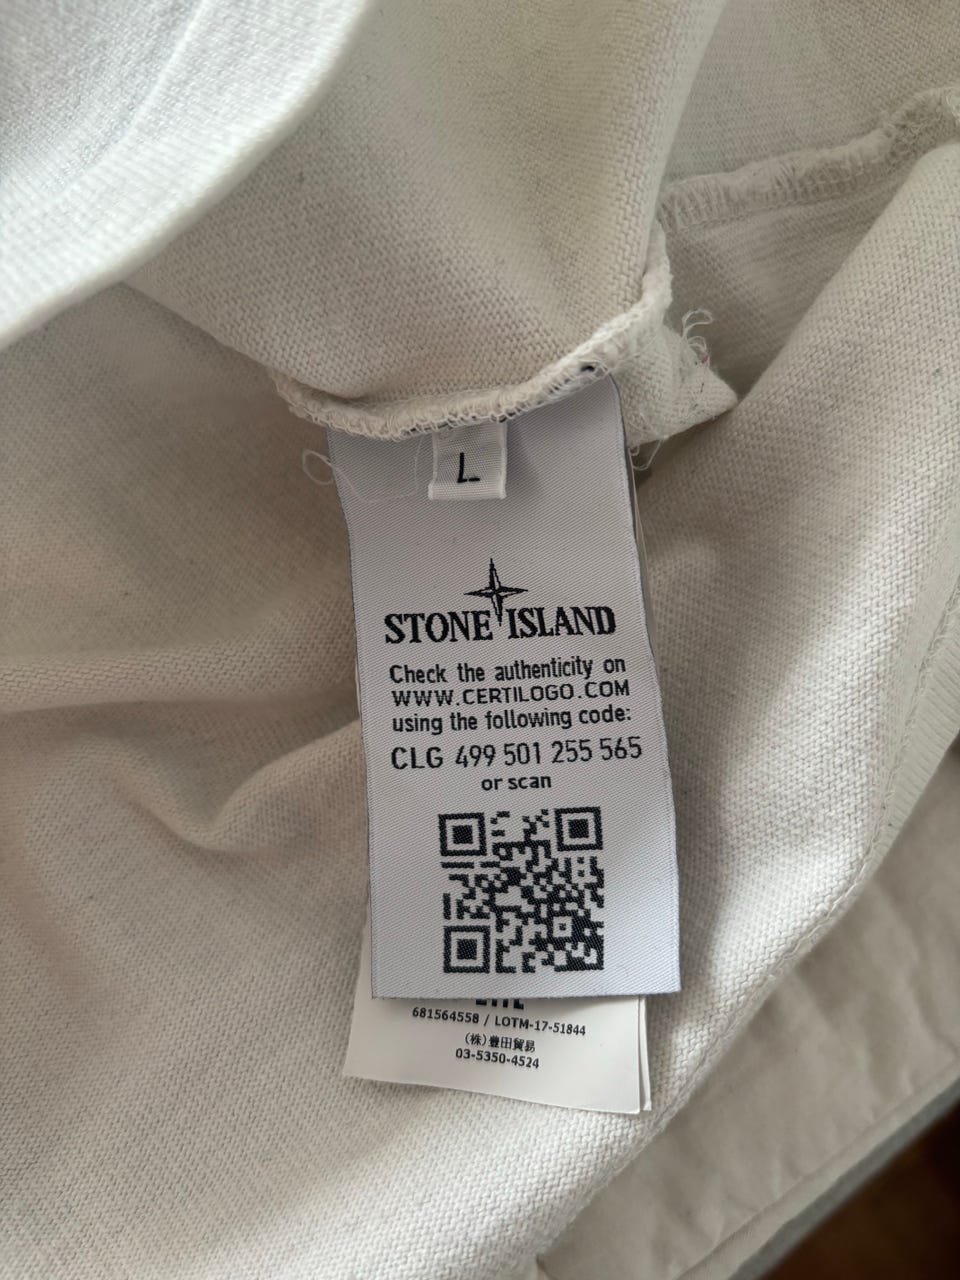 L
STONE ISLAND
Check the authenticity on
WWW.CERTILOGO.COM
using the following code:
CLG 499 501 255 565
or scan
681564558 / LOTM-17-51844
(株)豊田貿易
03-5350-4524